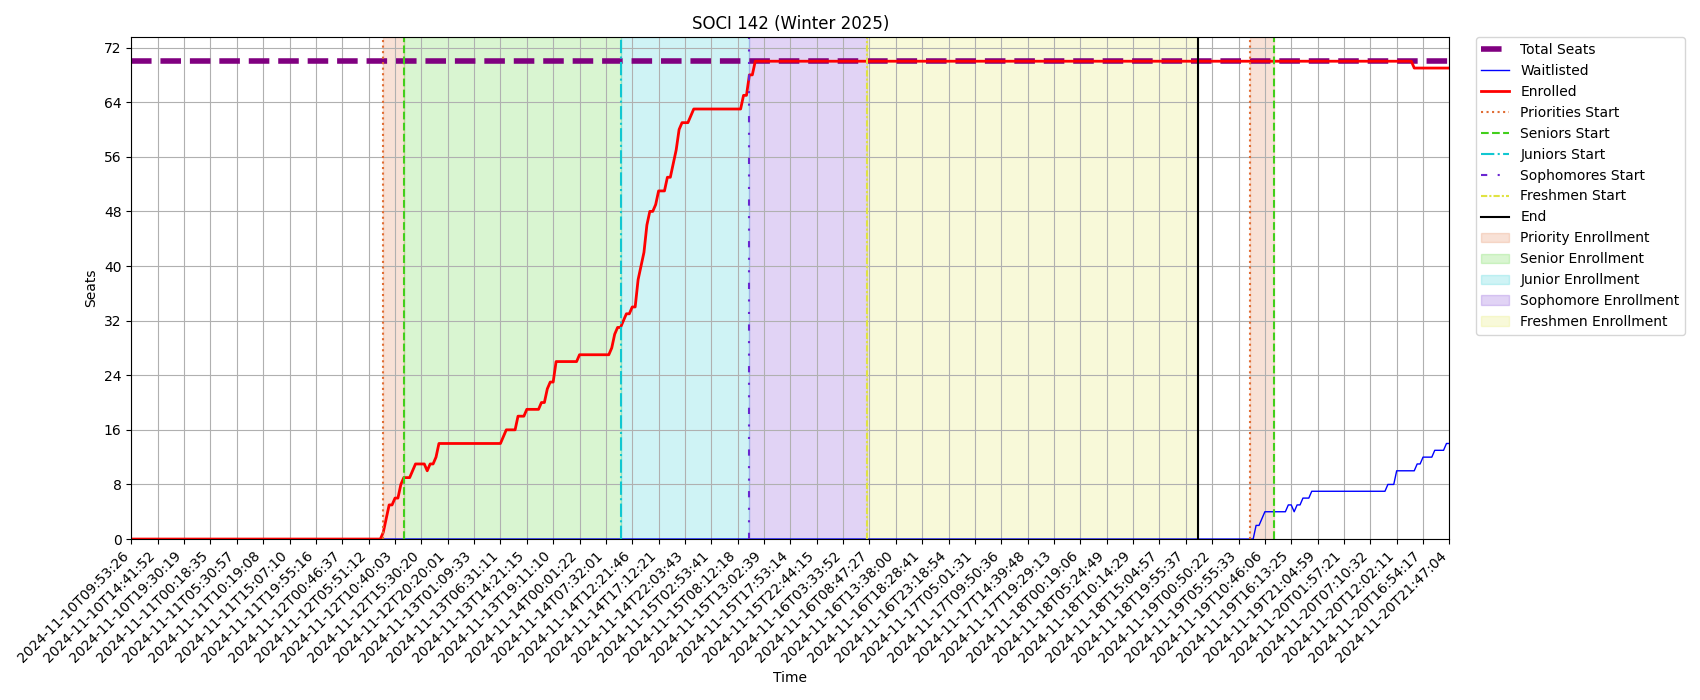 SOCI 142 (Winter 2025)
72
64
56
48
40
32
24
16
8
0
Seats
2024-11-10T09:53:26
2024-11-10T14:41:52
2024-11-10T19:30:19
2024-11-11T00:18:35
2024-11-11T05:30:57
2024-11-11T10:19:08
2024-11-11T15:07:10
2024-11-11T19:55:16
2024-11-12T00:46:37
2024-11-12T05:51:12
2024-11-12T10:40:03
2024-11-12T15:30:20
2024-11-12T20:20:01
2024-11-13T01:09:33
2024-11-13T06:31:11
2024-11-13T14:21:15
2024-11-13T19:11:10
2024-11-14T00:01:22
2024-11-14T07:32:01
2024-11-14T12:21:46
2024-11-14T17:12:21
2024-11-14T22:03:43
2024-11-15T02:53:41
2024-11-15T08:12:18
2024-11-15T13:02:39
2024-11-15T17:53:14
2024-11-15T22:44:15
2024-11-16T03:33:52
2024-11-16T08:47:27
2024-11-16T13:38:00
2024-11-16T18:28:41
2024-11-16T23:18:54
2024-11-17T05:01:31
2024-11-17T09:50:36
2024-11-17T14:39:48
2024-11-17T19:29:13
2024-11-18T00:19:06
2024-11-18T05:24:49
2024-11-18T10:14:29
2024-11-18T15:04:57
2024-11-18T19:55:37
2024-11-19T00:50:22
2024-11-19T05:55:33
2024-11-19T10:46:06
2024-11-19T16:13:25
2024-11-19T21:04:59
2024-11-20T01:57:21
2024-11-20T07:10:32
2024-11-20T12:02:11
2024-11-20T16:54:17
2024-11-20T21:47:04
Time
Total Seats
Waitlisted
Enrolled
Priorities Start
Seniors Start
Juniors Start
Sophomores Start
Freshmen Start
End
Priority Enrollment
Senior Enrollment
Junior Enrollment
Sophomore Enrollment
Freshmen Enrollment